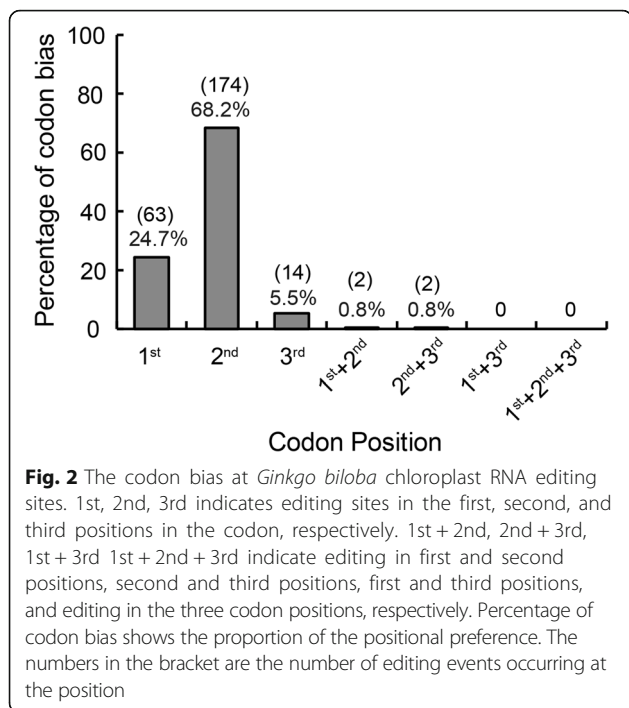 100
80
60
40
20
0
Percentage of codon bias
(63)
24.7%
(174)
68.2%
(14)
5.5%
(2)
0.8%
(2)
0.8%
0
0
1st
2nd
3rd
1st+2nd
2nd+3rd
1st+3rd
1st+2nd+3rd
Codon Position
Fig. 2 The codon bias at Ginkgo biloba chloroplast RNA editing
sites. 1st, 2nd, 3rd indicates editing sites in the first, second, and
third positions in the codon, respectively. 1st + 2nd, 2nd + 3rd,
1st + 3rd 1st + 2nd + 3rd indicate editing in first and second
positions, second and third positions, first and third positions,
and editing in the three codon positions, respectively. Percentage of
codon bias shows the proportion of the positional preference. The
numbers in the bracket are the number of editing events occurring at
the position